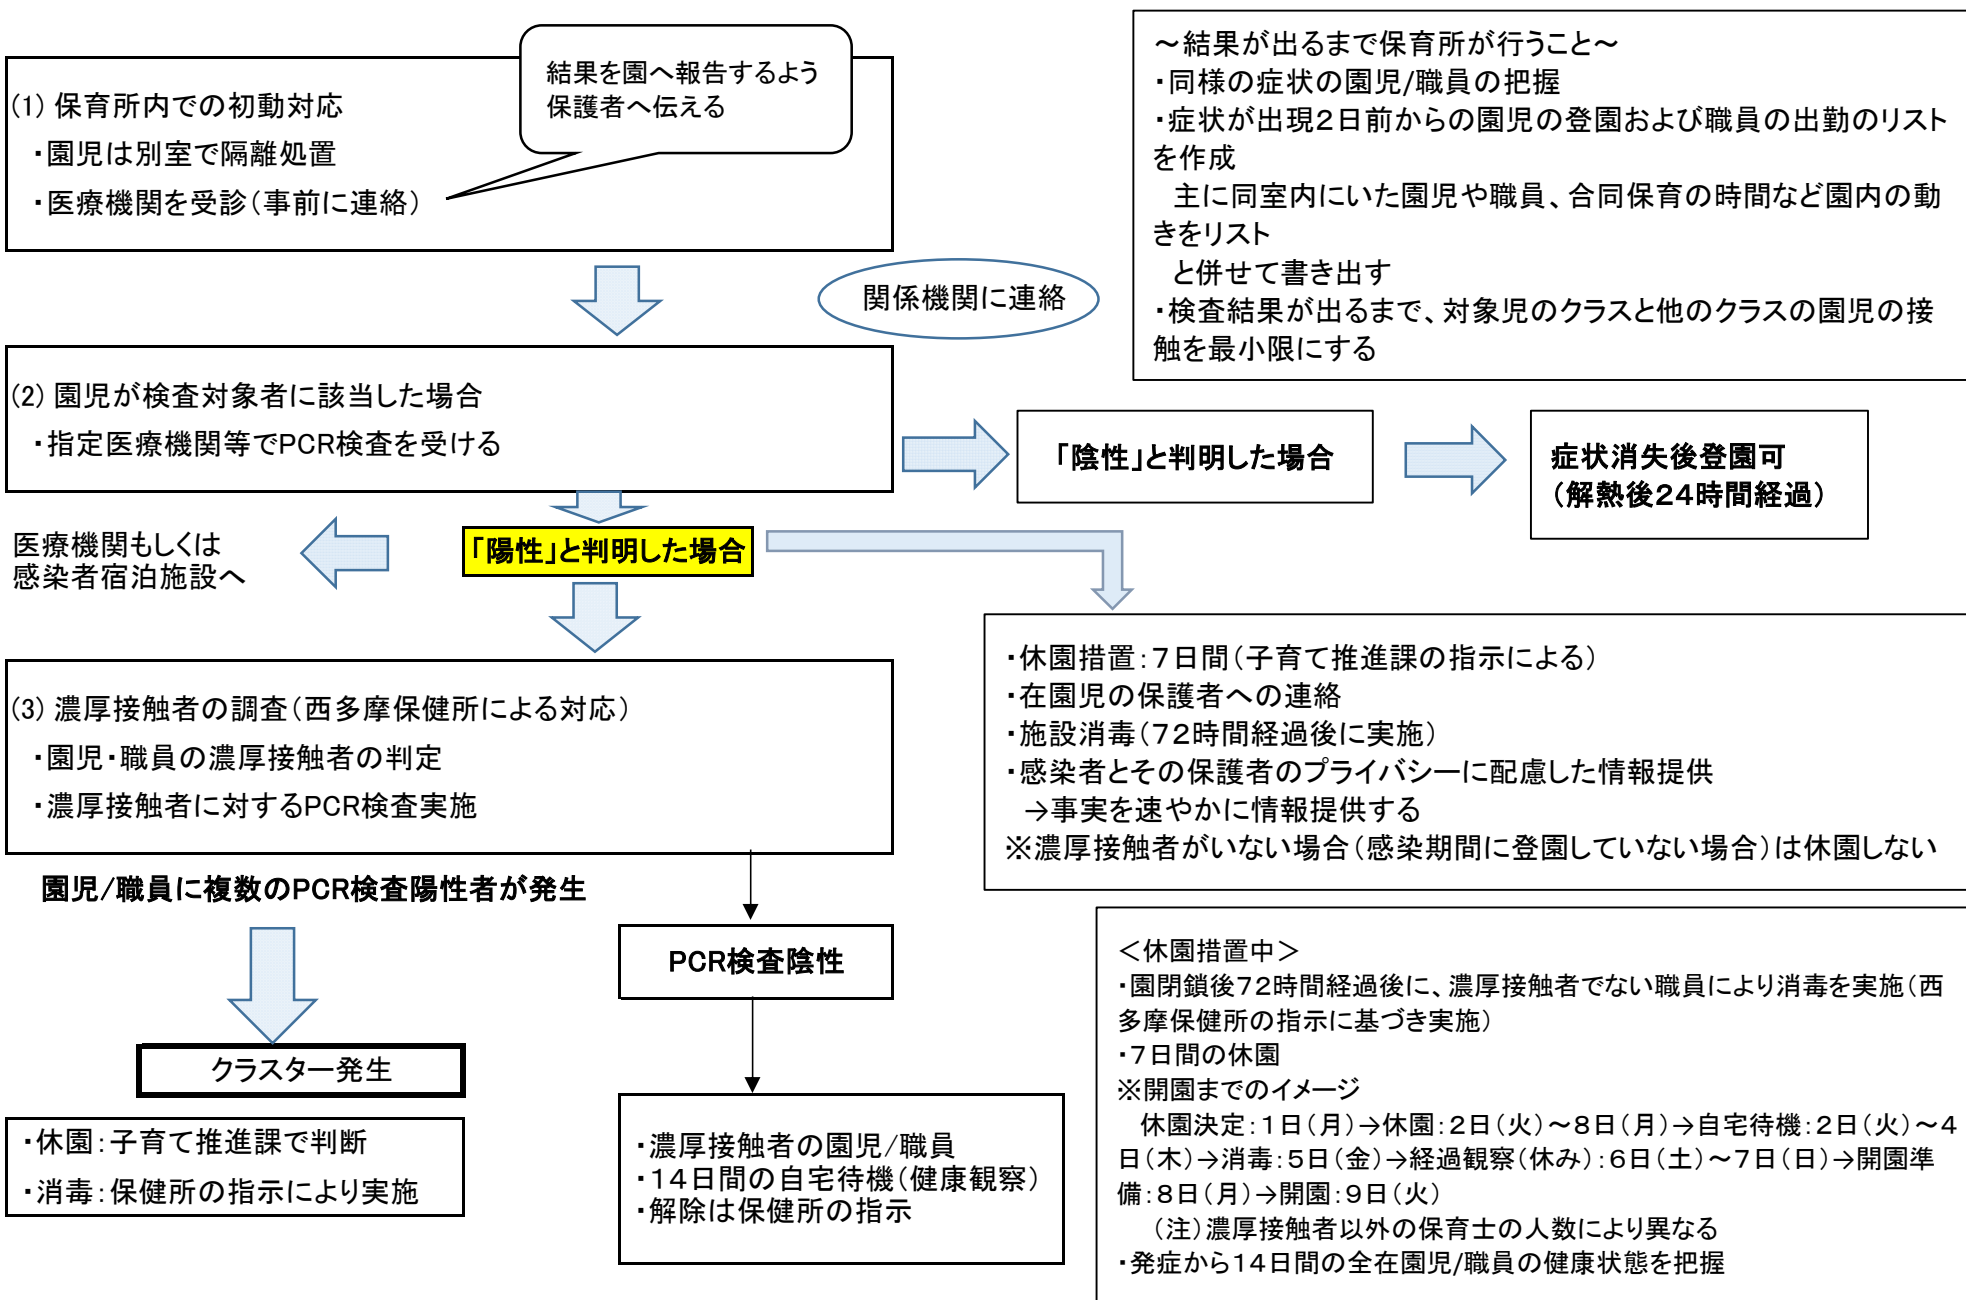 (1) 保育所内での初動対応
・園児は別室で隔離処置
・医療機関を受診（事前に連絡）
結果を園へ報告するよう
保護者へ伝える
～結果が出るまで保育所が行うこと～
・同様の症状の園児/職員の把握
・症状が出現２日前からの園児の登園および職員の出勤のリスト
を作成
主に同室内にいた園児や職員、合同保育の時間など園内の動
きをリスト
と併せて書き出す
・検査結果が出るまで、対象児のクラスと他のクラスの園児の接
触を最小限にする
関係機関に連絡
(2) 園児が検査対象者に該当した場合
・指定医療機関等でPCR検査を受ける
「陰性」と判明した場合
症状消失後登園可
（解熱後２４時間経過）
「陽性」と判明した場合
医療機関もしくは
感染者宿泊施設へ
・休園措置：７日間（子育て推進課の指示による）
・在園児の保護者への連絡
・施設消毒（７２時間経過後に実施）
・感染者とその保護者のプライバシーに配慮した情報提供
→事実を速やかに情報提供する
※濃厚接触者がいない場合（感染期間に登園していない場合）は休園しない
(3) 濃厚接触者の調査（西多摩保健所による対応）
・園児・職員の濃厚接触者の判定
・濃厚接触者に対するPCR検査実施
園児/職員に複数のPCR検査陽性者が発生
クラスター発生
・休園：子育て推進課で判断
・消毒：保健所の指示により実施
PCR検査陰性
・濃厚接触者の園児/職員
・１４日間の自宅待機（健康観察）
・解除は保健所の指示
＜休園措置中＞
・園閉鎖後７２時間経過後に、濃厚接触者でない職員により消毒を実施（西
多摩保健所の指示に基づき実施）
・７日間の休園
※開園までのイメージ
休園決定：１日（月）→休園：２日（火）～８日（月）→自宅待機：２日（火）～４
日（木）→消毒：５日（金）→経過観察（休み）：６日（土）～７日（日）→開園準
備：８日（月）→開園：９日（火）
（注）濃厚接触者以外の保育士の人数により異なる
・発症から１４日間の全在園児/職員の健康状態を把握